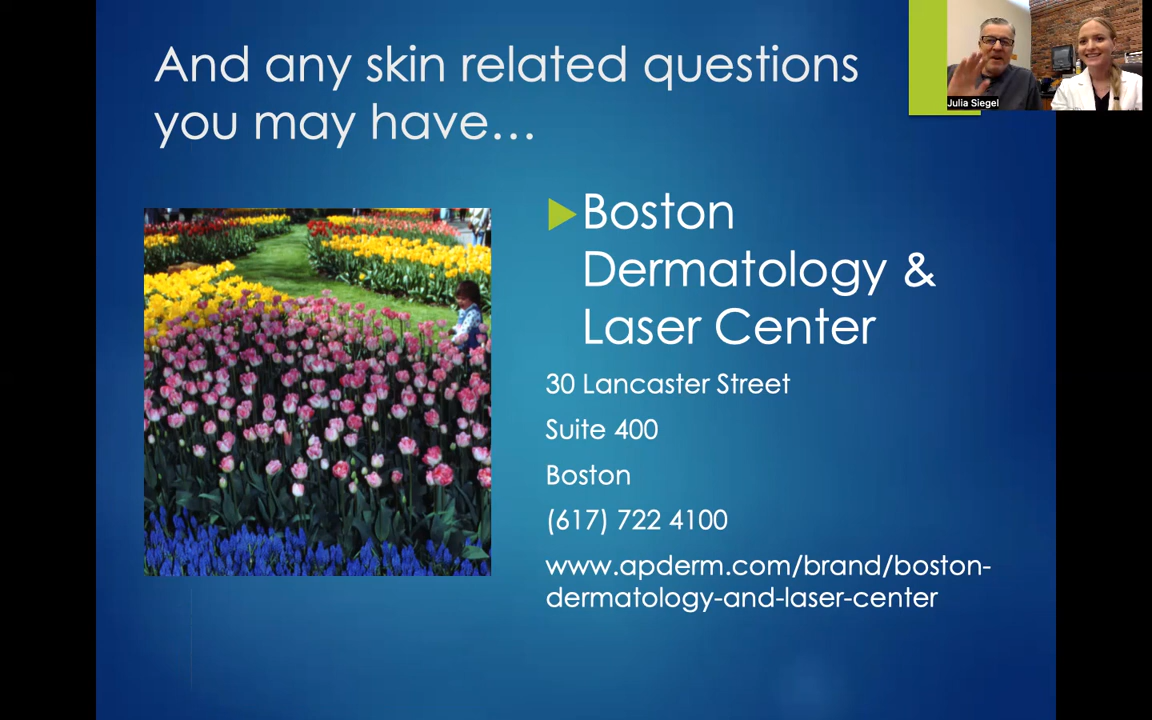 And any skin related questions
you may have...
Julia Siegel
Boston
Dermatology &
Laser Center
30 Lancaster Street
Suite 400
Boston
(617) 722 4100
www.apderm.com/brand/boston-
dermatology-and-laser-center